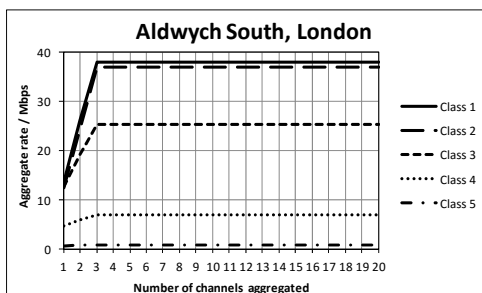 Aldwych South, London
Aggregate rate / Mbps
40
30
20
10
0
1 2 3 4 5 6 7 8 9 10 11 12 13 14 15 16 17 18 19 20
Number of channels aggregated
Class 1
Class 2
Class 3
Class 4
Class 5